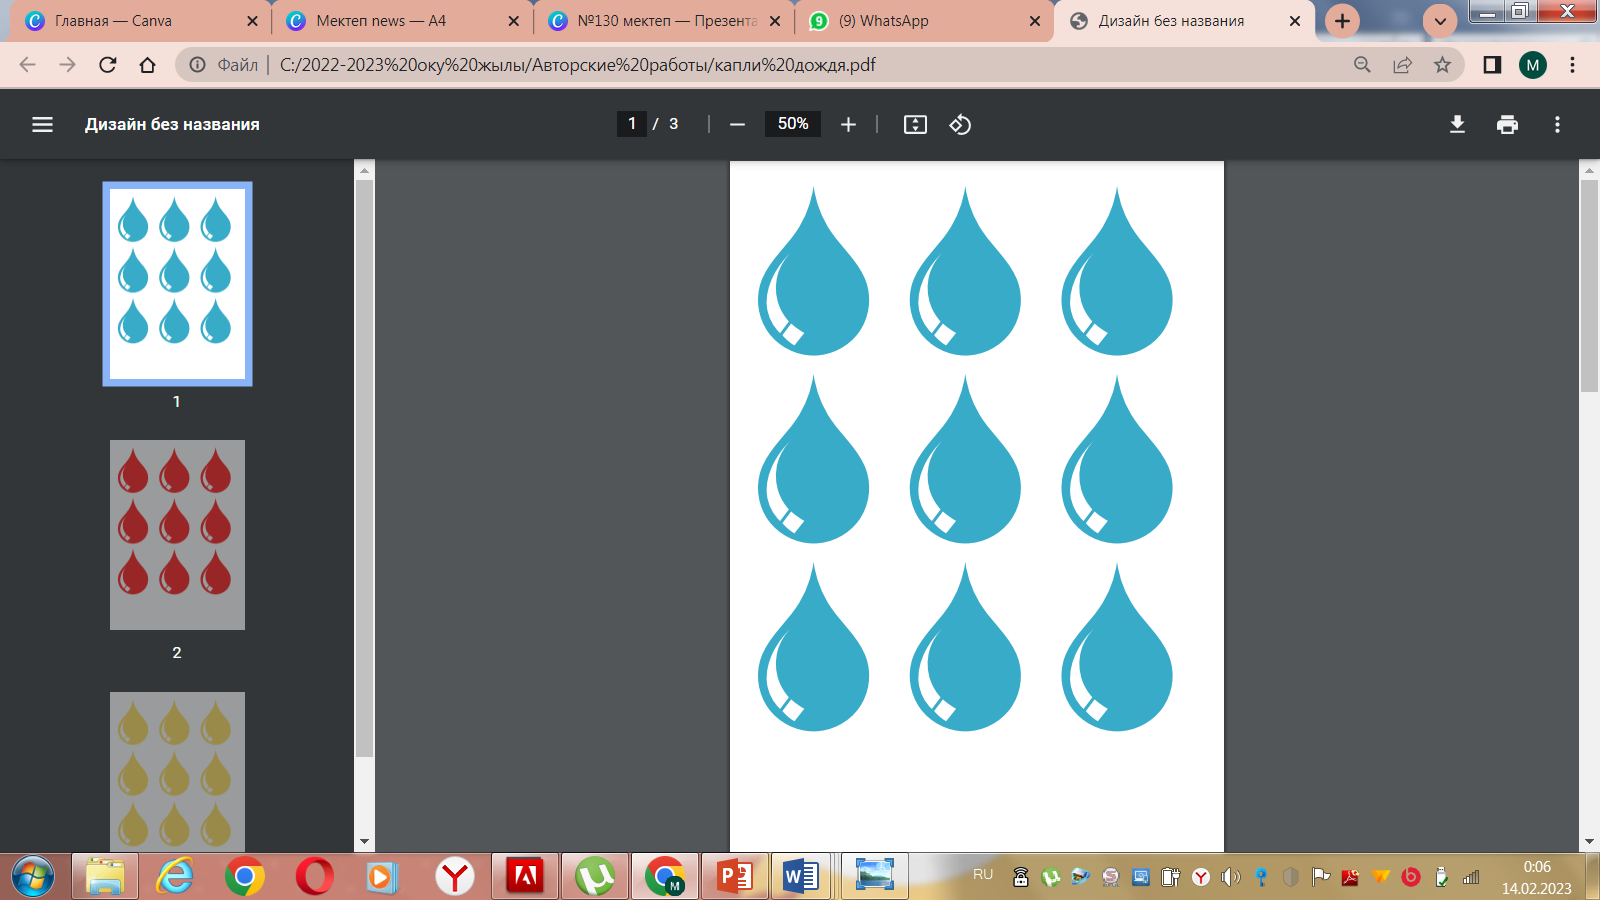 Главная — Canva
Мектеп news — А4
№130 мектеп — Презента
(9) WhatsApp
Дизайн без названия
Файл
C:/2022-2023%20оку%20жылы/Авторские%20работы/капли%20дождя.pdf
M
Дизайн без названия
1 / 3
50%
1
2
RU
0:06
14.02.2023